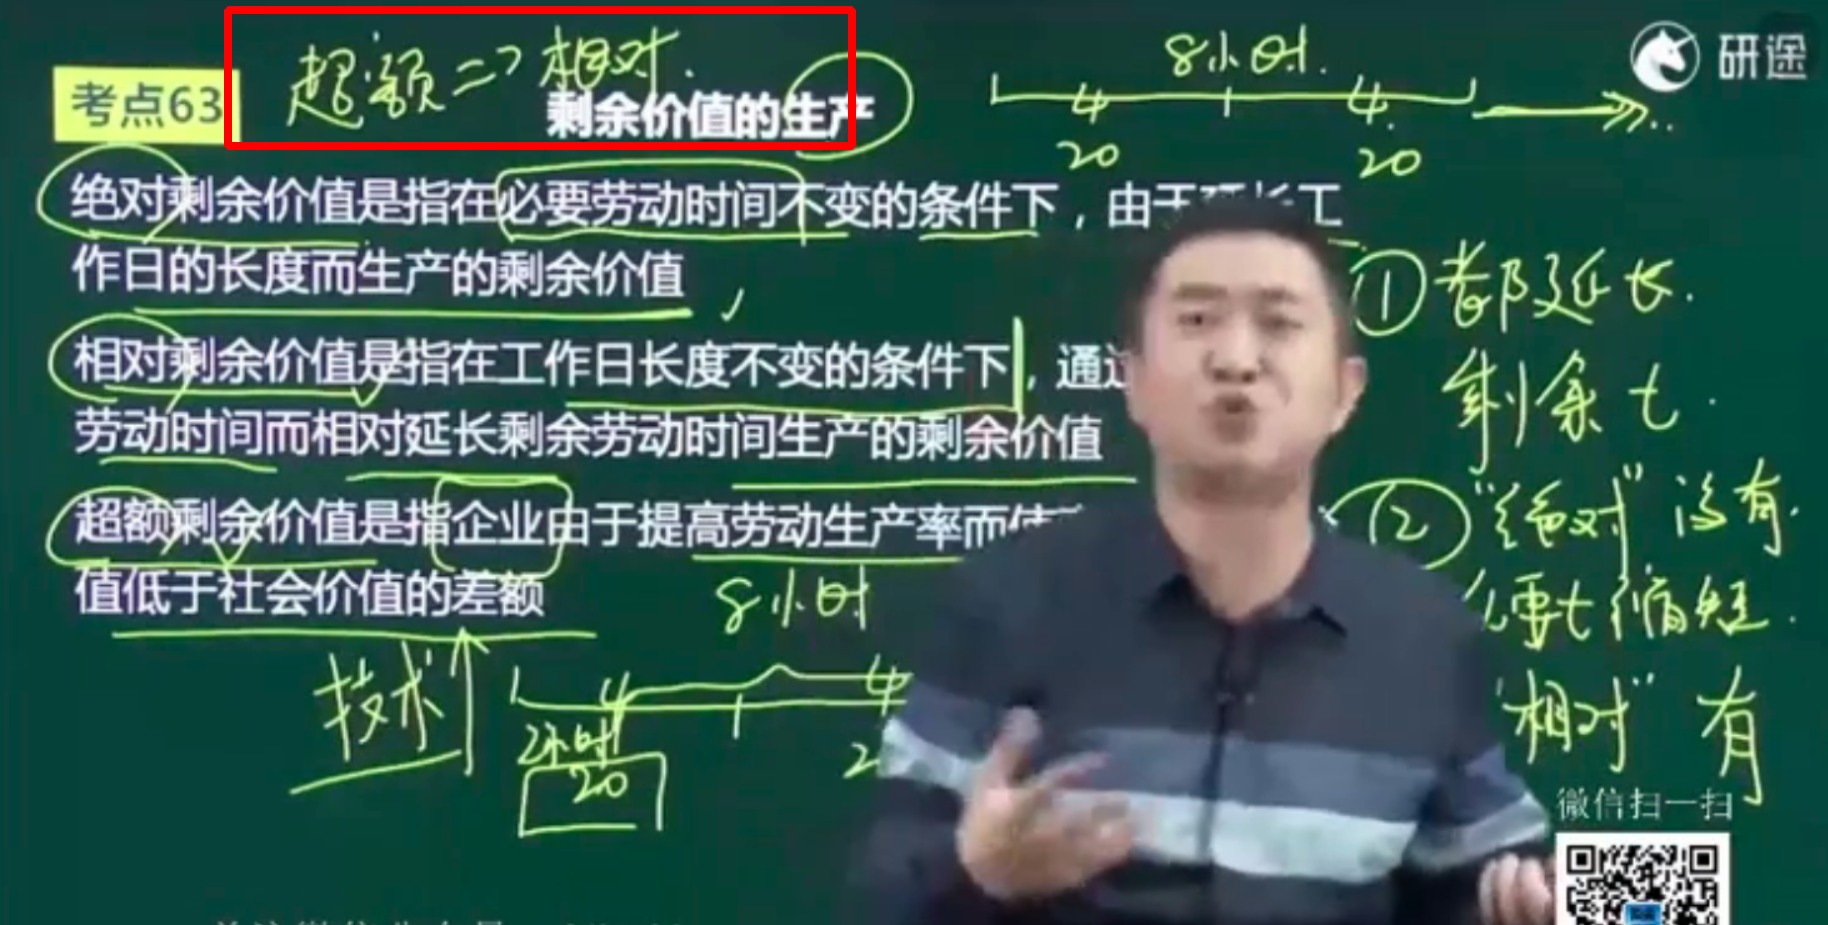 超额=>相对.
8小时.
研途
考点63
剩余价值的生产
4 4
20 20
绝对剩余价值是指在必要劳动时间不变的条件下，由于延长工
作日的长度而生产的剩余价值
①都延长.
相对剩余价值是指在工作日长度不变的条件下，通过
剩余t.
劳动时间而相对延长剩余劳动时间生产的剩余价值
超额剩余价值是指企业由于提高劳动生产率而使
②"绝对"没有.
值低于社会价值的差额
8小时
必要t缩短.
技术
4 4
"相对"有
2小时
20 2
微信扫一扫